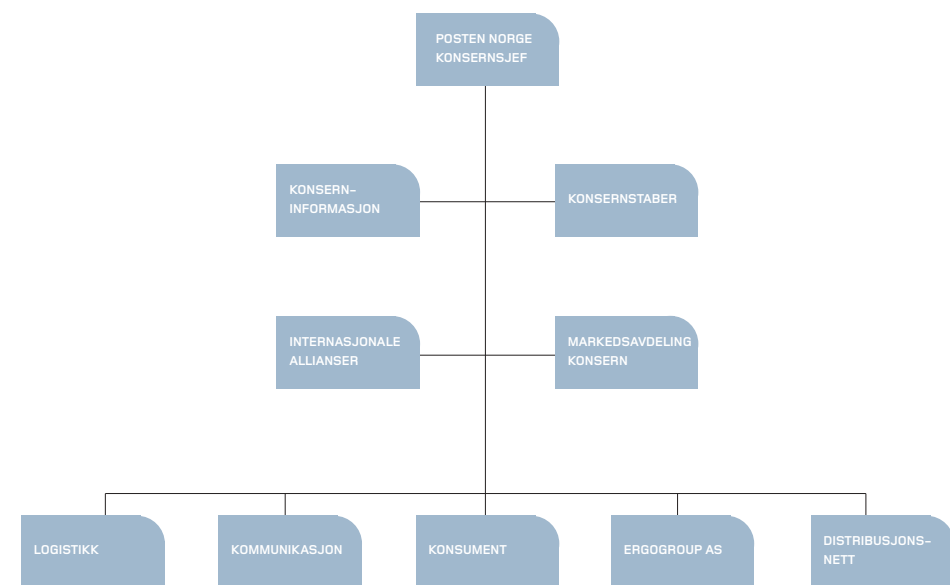 POSTEN NORGE
KONSERNSJEF
KONSERN-
INFORMASJON
KONSERNSTABER
INTERNASJONALE
ALLIANSER
MARKEDSAVDELING
KONSERN
LOGISTIKK
KOMMUNIKASJON
KONSUMENT
ERGOGROUP AS
DISTRIBUSJONS-
NETT